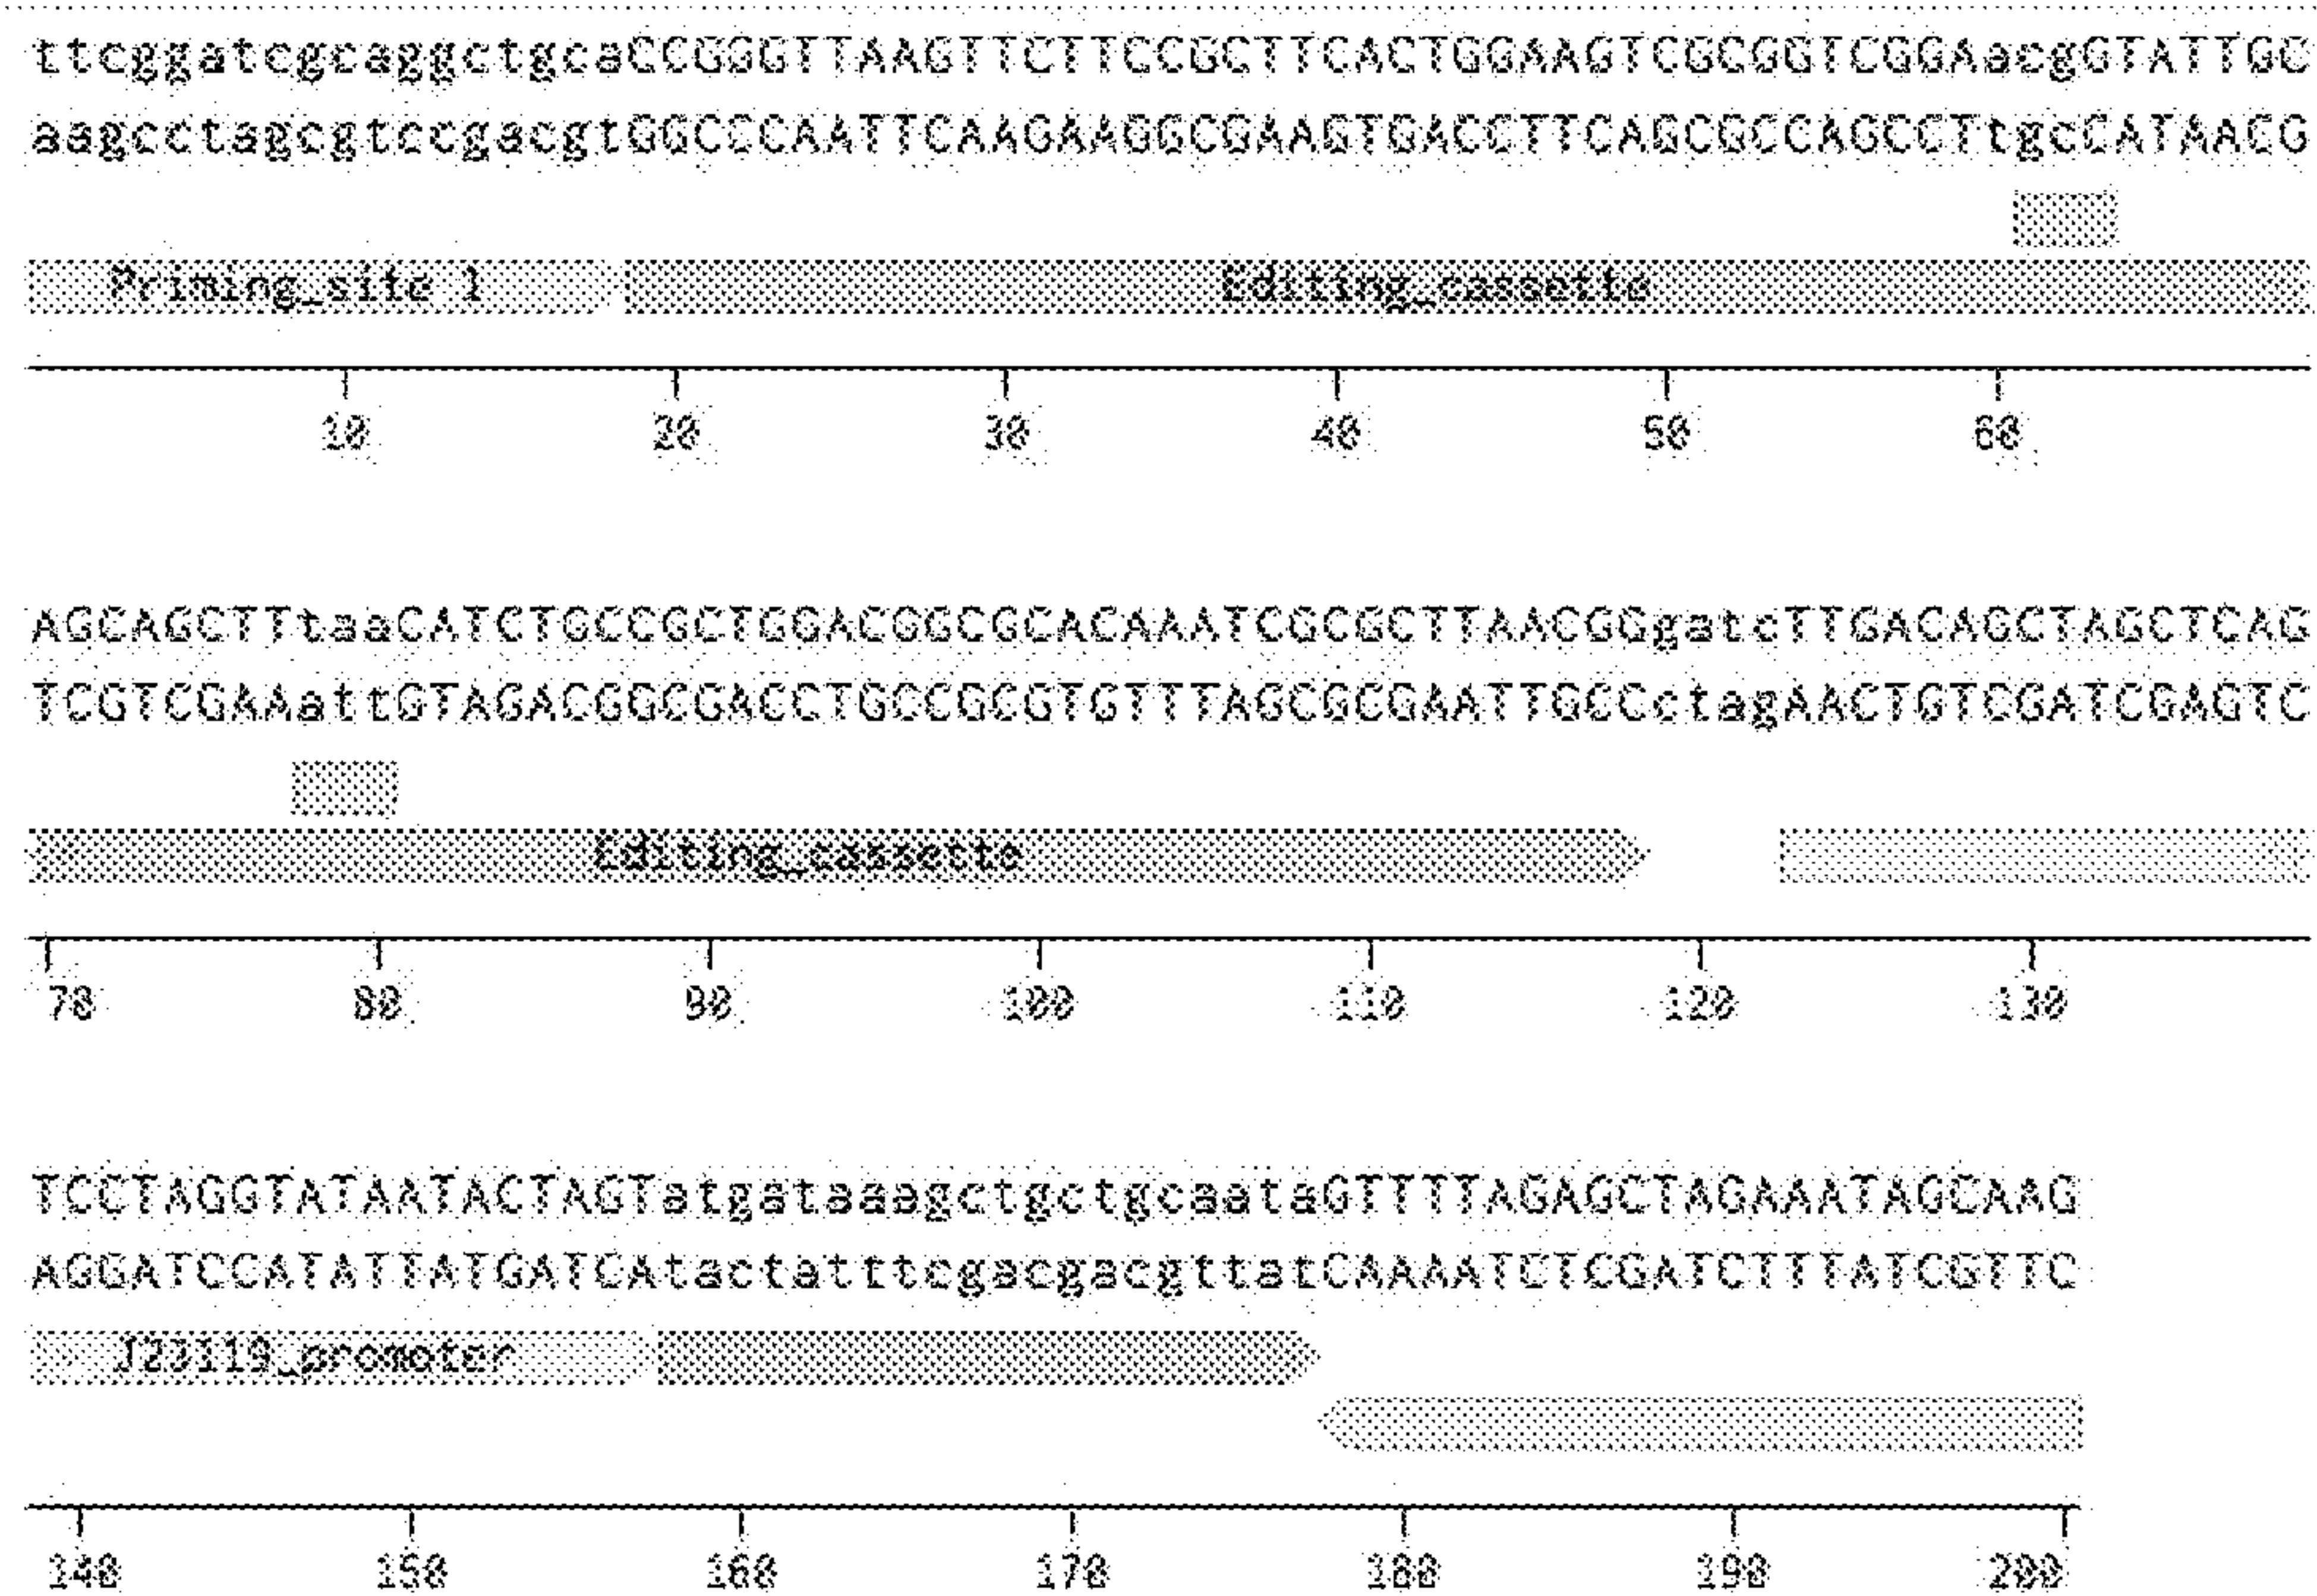 ttcggatcgcaggctgcaCCGGGTTAAGTTCTTCCGCTTCACTGGAAGTCGCGGTCGGAacgGTATTGC
aagcctagcgtccgacgtGGCCCAATTCAAGAAGGCGAAGTGACCTTCAGCGCCAGCCTtgcCATAACG
Priming_site 1 Editing_cassette
10 20 30 40 50 60
AGCAGCTTtaaCATCTGCCGCTGGACGGCGCACAAATCGCGCTTAACGGgatcTTGACAGCTAGCTCAG
TCGTCGAAattGTAGACGGCGACCTGCCGCGTGTTTAGCGCGAATTGCCctagAACTGTCGATCGAGTC
Editing_cassette
70 80 90 100 110 120 130
TCCTAGGTATAATACTAGTatgataaagctgctgcaataGTTTTAGAGCTAGAAATAGCAAG
AGGATCCATATTATGATCAtactatttcgacgacgttatCAAAATCTCGATCTTTATCGTTC
J23119_promoter
140 150 160 170 180 190 200